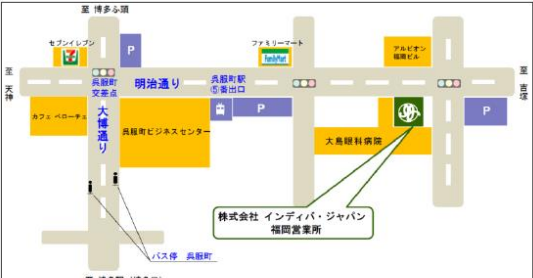 至 博多ふ頭
セブンイレブン
P
ファミリーマート
FamilyMart
アルビオン
福岡ビル
至 天神
呉服町
交差点
明治通り
呉服町駅
⑤番出口
至 吉塚
カフェ ベローチェ
大博通り
呉服町ビジネスセンター
P
大島眼科病院
P
株式会社 インディバ・ジャパン
福岡営業所
バス停 呉服町